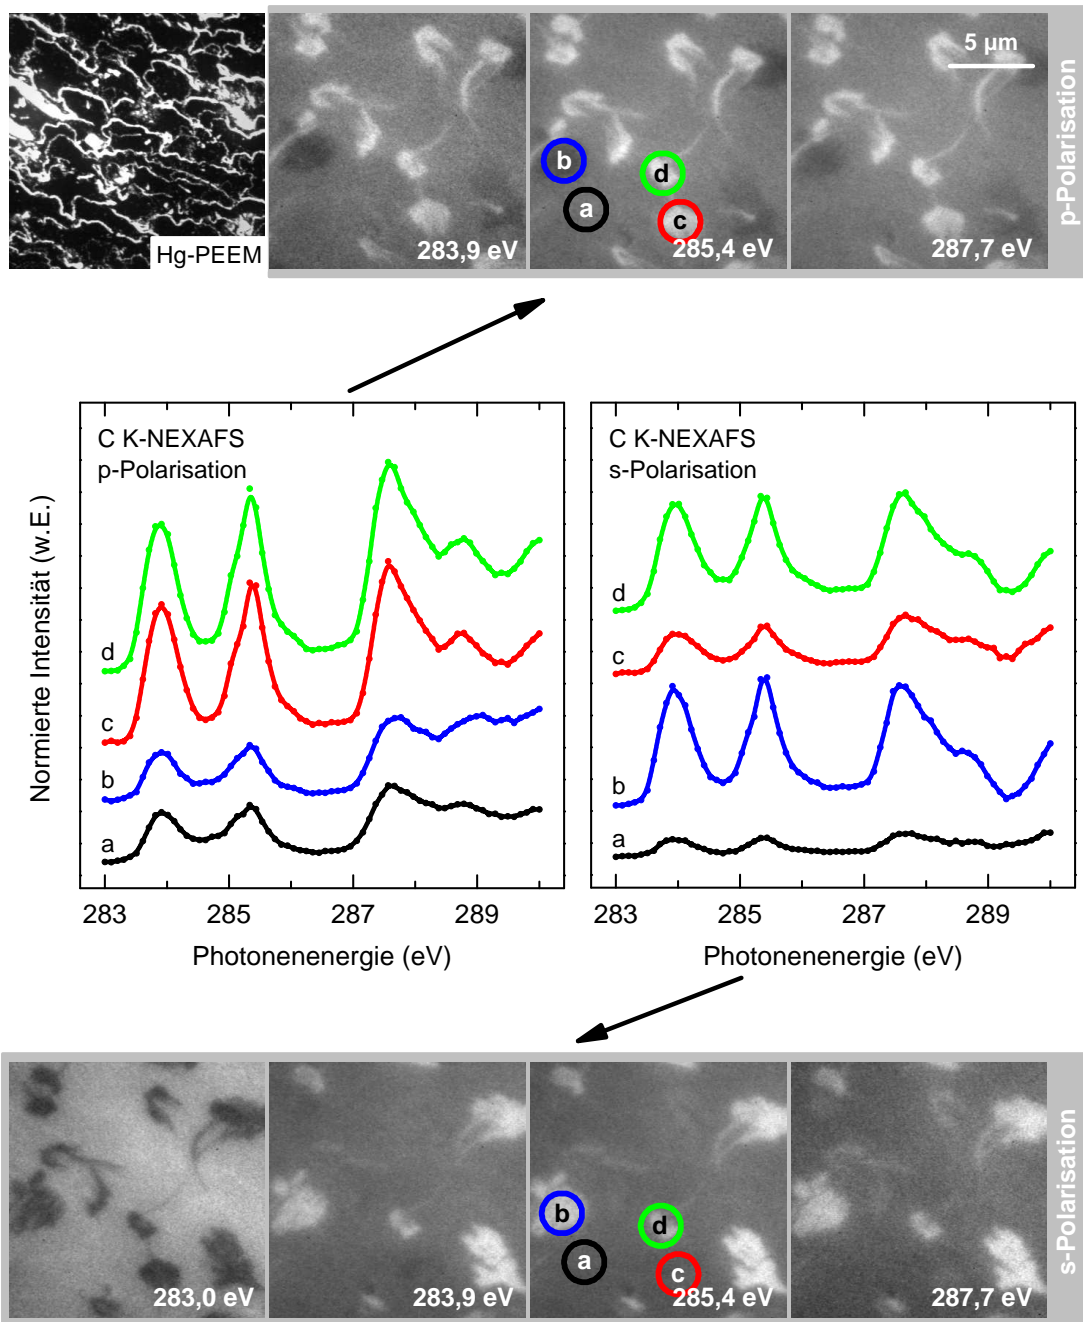 5 µm
p-Polarisation
b
d
a
c
Hg-PEEM
283,9 eV
285,4 eV
287,7 eV
C K-NEXAFS
p-Polarisation
d
c
b
a
Normierte Intensität (w.E.)
283
285
287
289
Photonenenergie (eV)
C K-NEXAFS
s-Polarisation
d
c
b
a
283
285
287
289
Photonenenergie (eV)
s-Polarisation
b
d
a
c
283,0 eV
283,9 eV
285,4 eV
287,7 eV